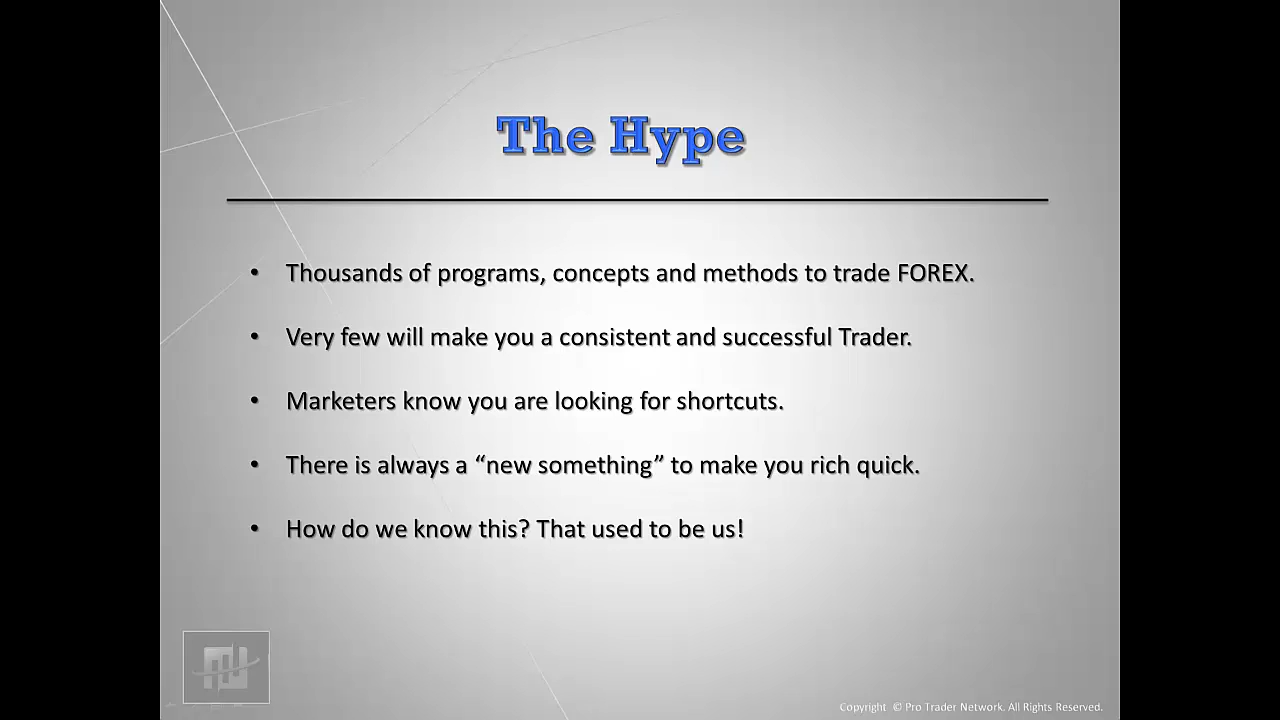 The Hype
• Thousands of programs, concepts and methods to trade FOREX.
• Very few will make you a consistent and successful Trader.
• Marketers know you are looking for shortcuts.
• There is always a “new something” to make you rich quick.
• How do we know this? That used to be us!
Copyright © Pro Trader Network. All Rights Reserved.